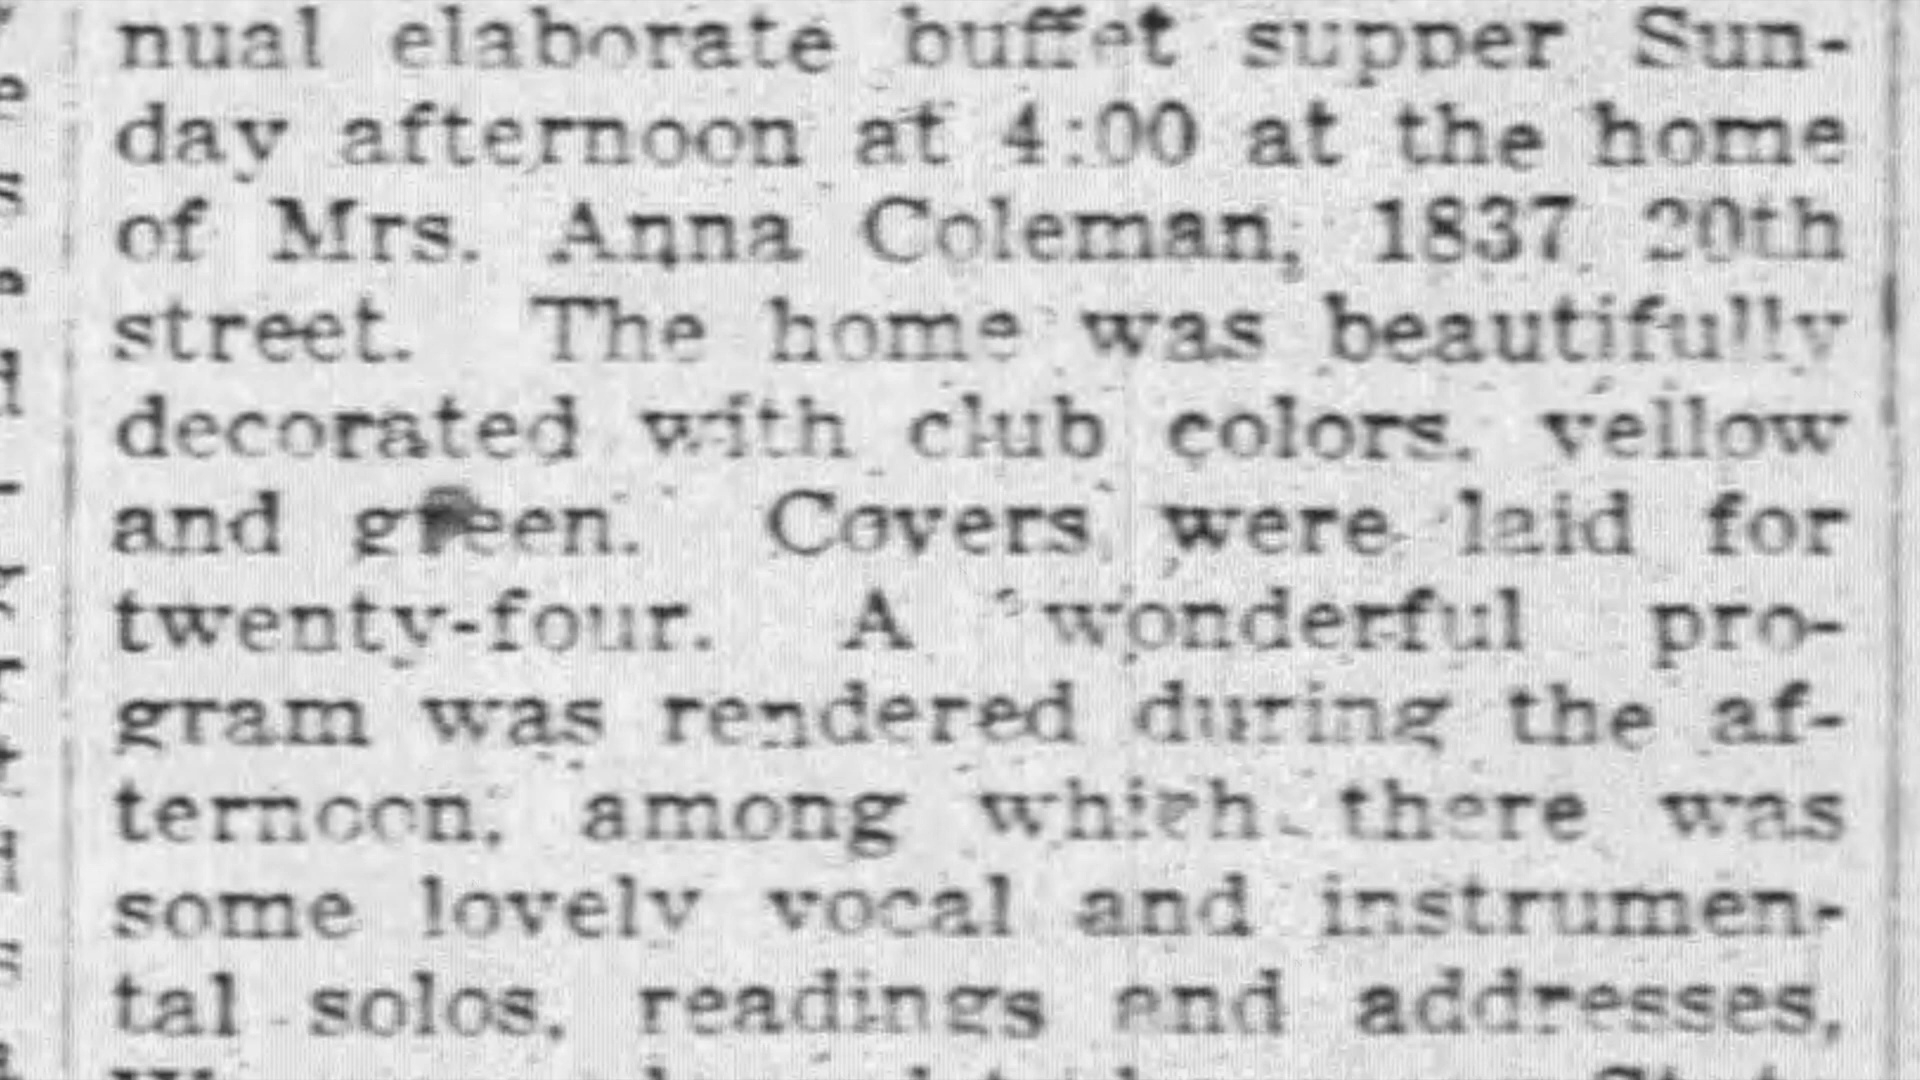 nual elaborate buffet supper Sun-
day afternoon at 4:00 at the home
of Mrs. Anna Coleman, 1837 20th
street. The home was beautifully
decorated with club colors, yellow
and green. Covers were laid for
twenty-four. A wonderful pro-
gram was rendered during the af-
ternoon, among which there was
some lovely vocal and instrumen-
tal solos, readings and addresses,